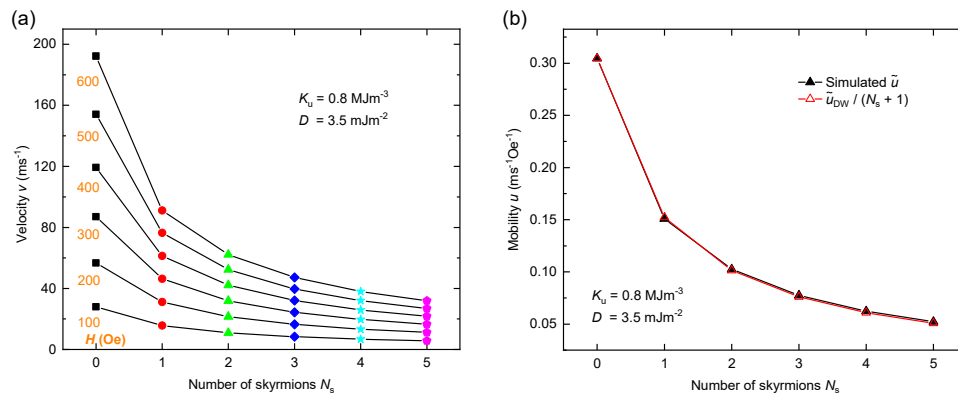 (a)
200
160
120
80
40
0
Velocity v (ms⁻¹)
600
500
400
300
200
100
H (Oe)
Kᵤ = 0.8 MJm⁻³
D = 3.5 mJm⁻²
0 1 2 3 4 5
Number of skyrmions Nₛ
(b)
0.30
0.25
0.20
0.15
0.10
0.05
Mobility u (ms⁻¹Oe⁻¹)
Simulated ũ
ũ_DW / (Nₛ + 1)
Kᵤ = 0.8 MJm⁻³
D = 3.5 mJm⁻²
0 1 2 3 4 5
Number of skyrmions Nₛ